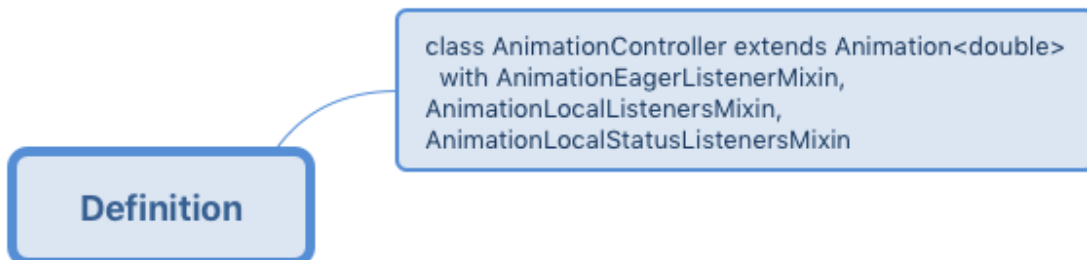 class AnimationController extends Animation<double>
with AnimationEagerListenerMixin,
AnimationLocalListenersMixin,
AnimationLocalStatusListenersMixin
Definition